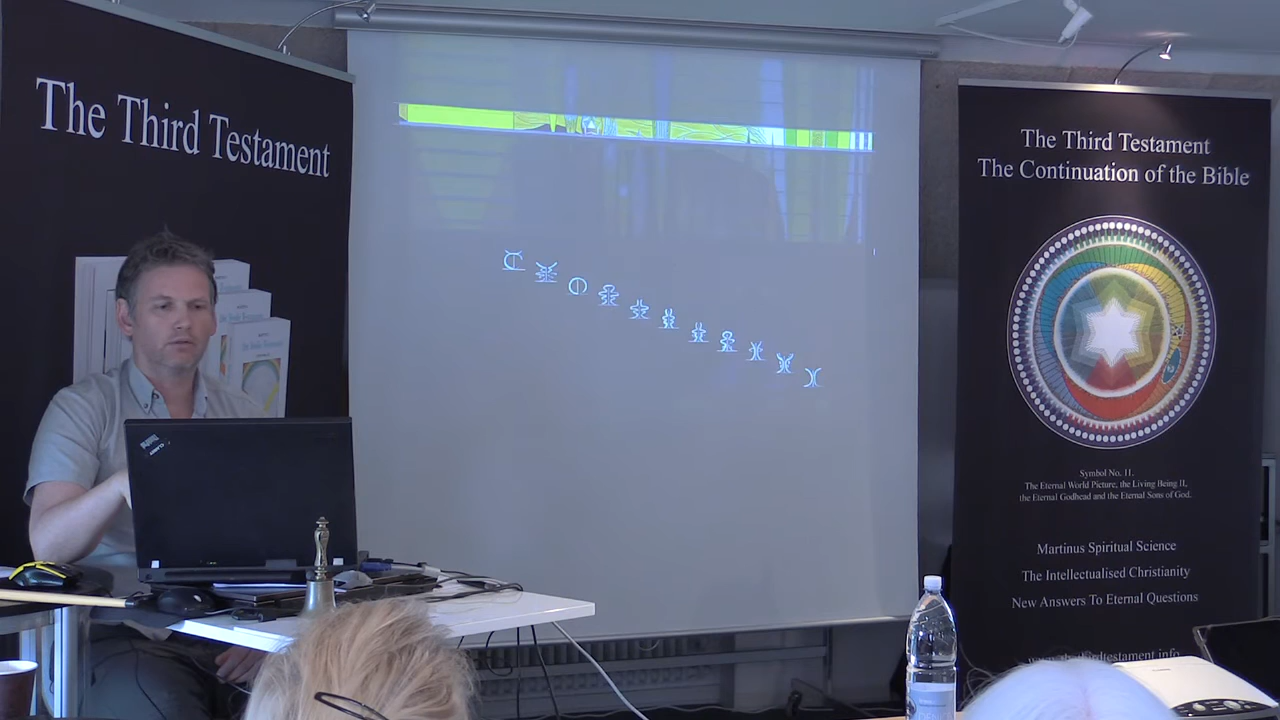 The Third Testament
The Third Testament
The Continuation of the Bible
Symbol No. 11.
The Eternal World Picture, the Living Being II,
the Eternal Godhead and the Eternal Sons of God.
Martinus Spiritual Science
The Intellectualised Christianity
New Answers To Eternal Questions